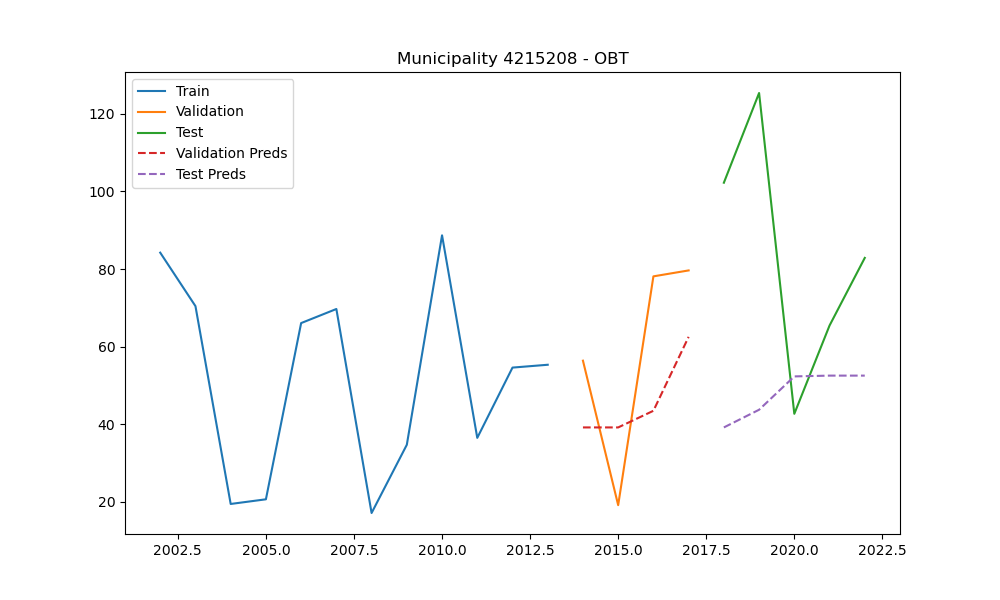 Municipality 4215208 - OBT
Train
Validation
Test
Validation Preds
Test Preds
120
100
80
60
40
20
2002.5 2005.0 2007.5 2010.0 2012.5 2015.0 2017.5 2020.0 2022.5